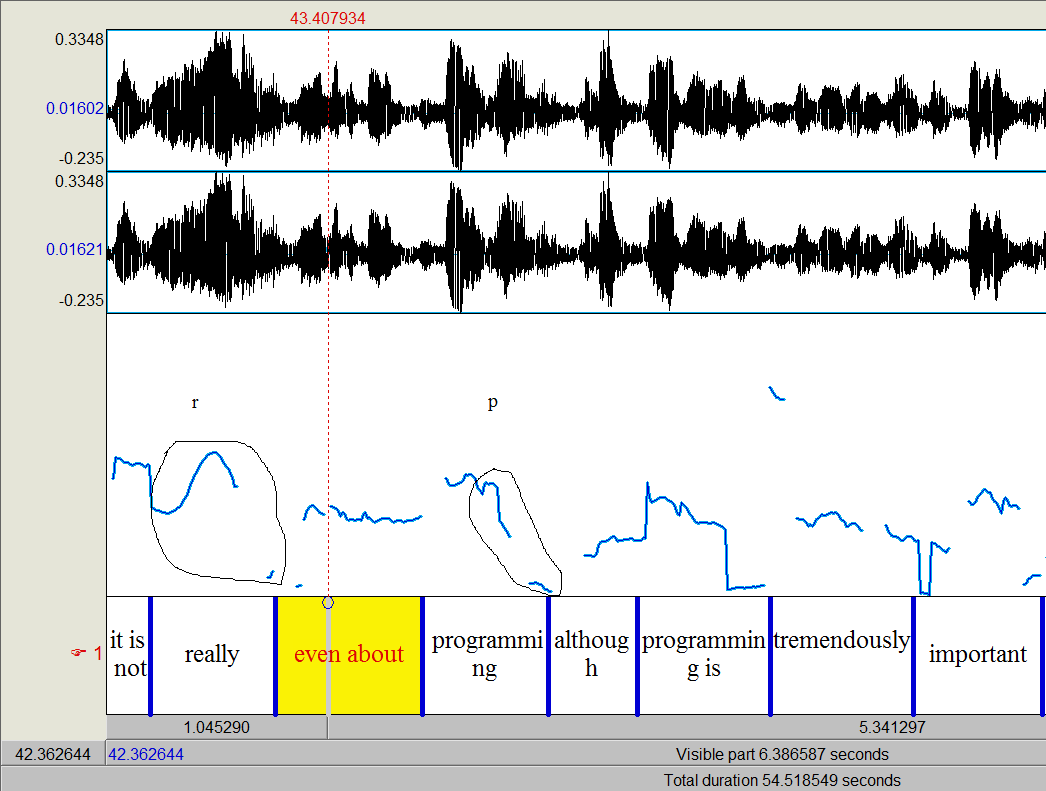 43.407934
0.3348
0.01602
-0.235
0.3348
0.01621
-0.235
r
p
1
it is
not
really
even about
programmi
ng
althoug
h
programmin
g is
tremendously
important
1.045290
5.341297
42.362644
42.362644
Visible part 6.386587 seconds
Total duration 54.518549 seconds